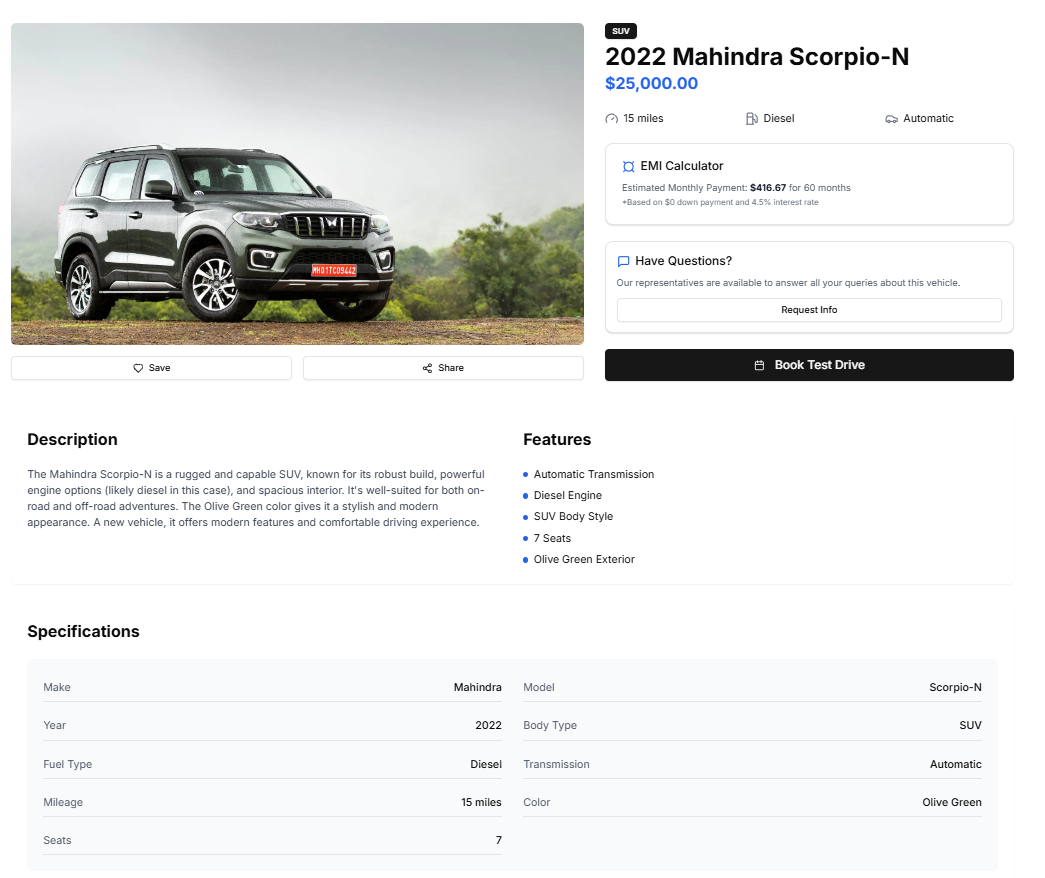 SUV
2022 Mahindra Scorpio-N
$25,000.00
15 miles
Diesel
Automatic
EMI Calculator
Estimated Monthly Payment: $416.67 for 60 months
*Based on $0 down payment and 4.5% interest rate
Have Questions?
Our representatives are available to answer all your queries about this vehicle.
Request Info
Book Test Drive
MH01TC09442
Save
Share
Description
The Mahindra Scorpio-N is a rugged and capable SUV, known for its robust build, powerful
engine options (likely diesel in this case), and spacious interior. It's well-suited for both on-
road and off-road adventures. The Olive Green color gives it a stylish and modern
appearance. A new vehicle, it offers modern features and comfortable driving experience.
Features
Automatic Transmission
Diesel Engine
SUV Body Style
7 Seats
Olive Green Exterior
Specifications
Make Mahindra
Model Scorpio-N
Year 2022
Body Type SUV
Fuel Type Diesel
Transmission Automatic
Mileage 15 miles
Color Olive Green
Seats 7